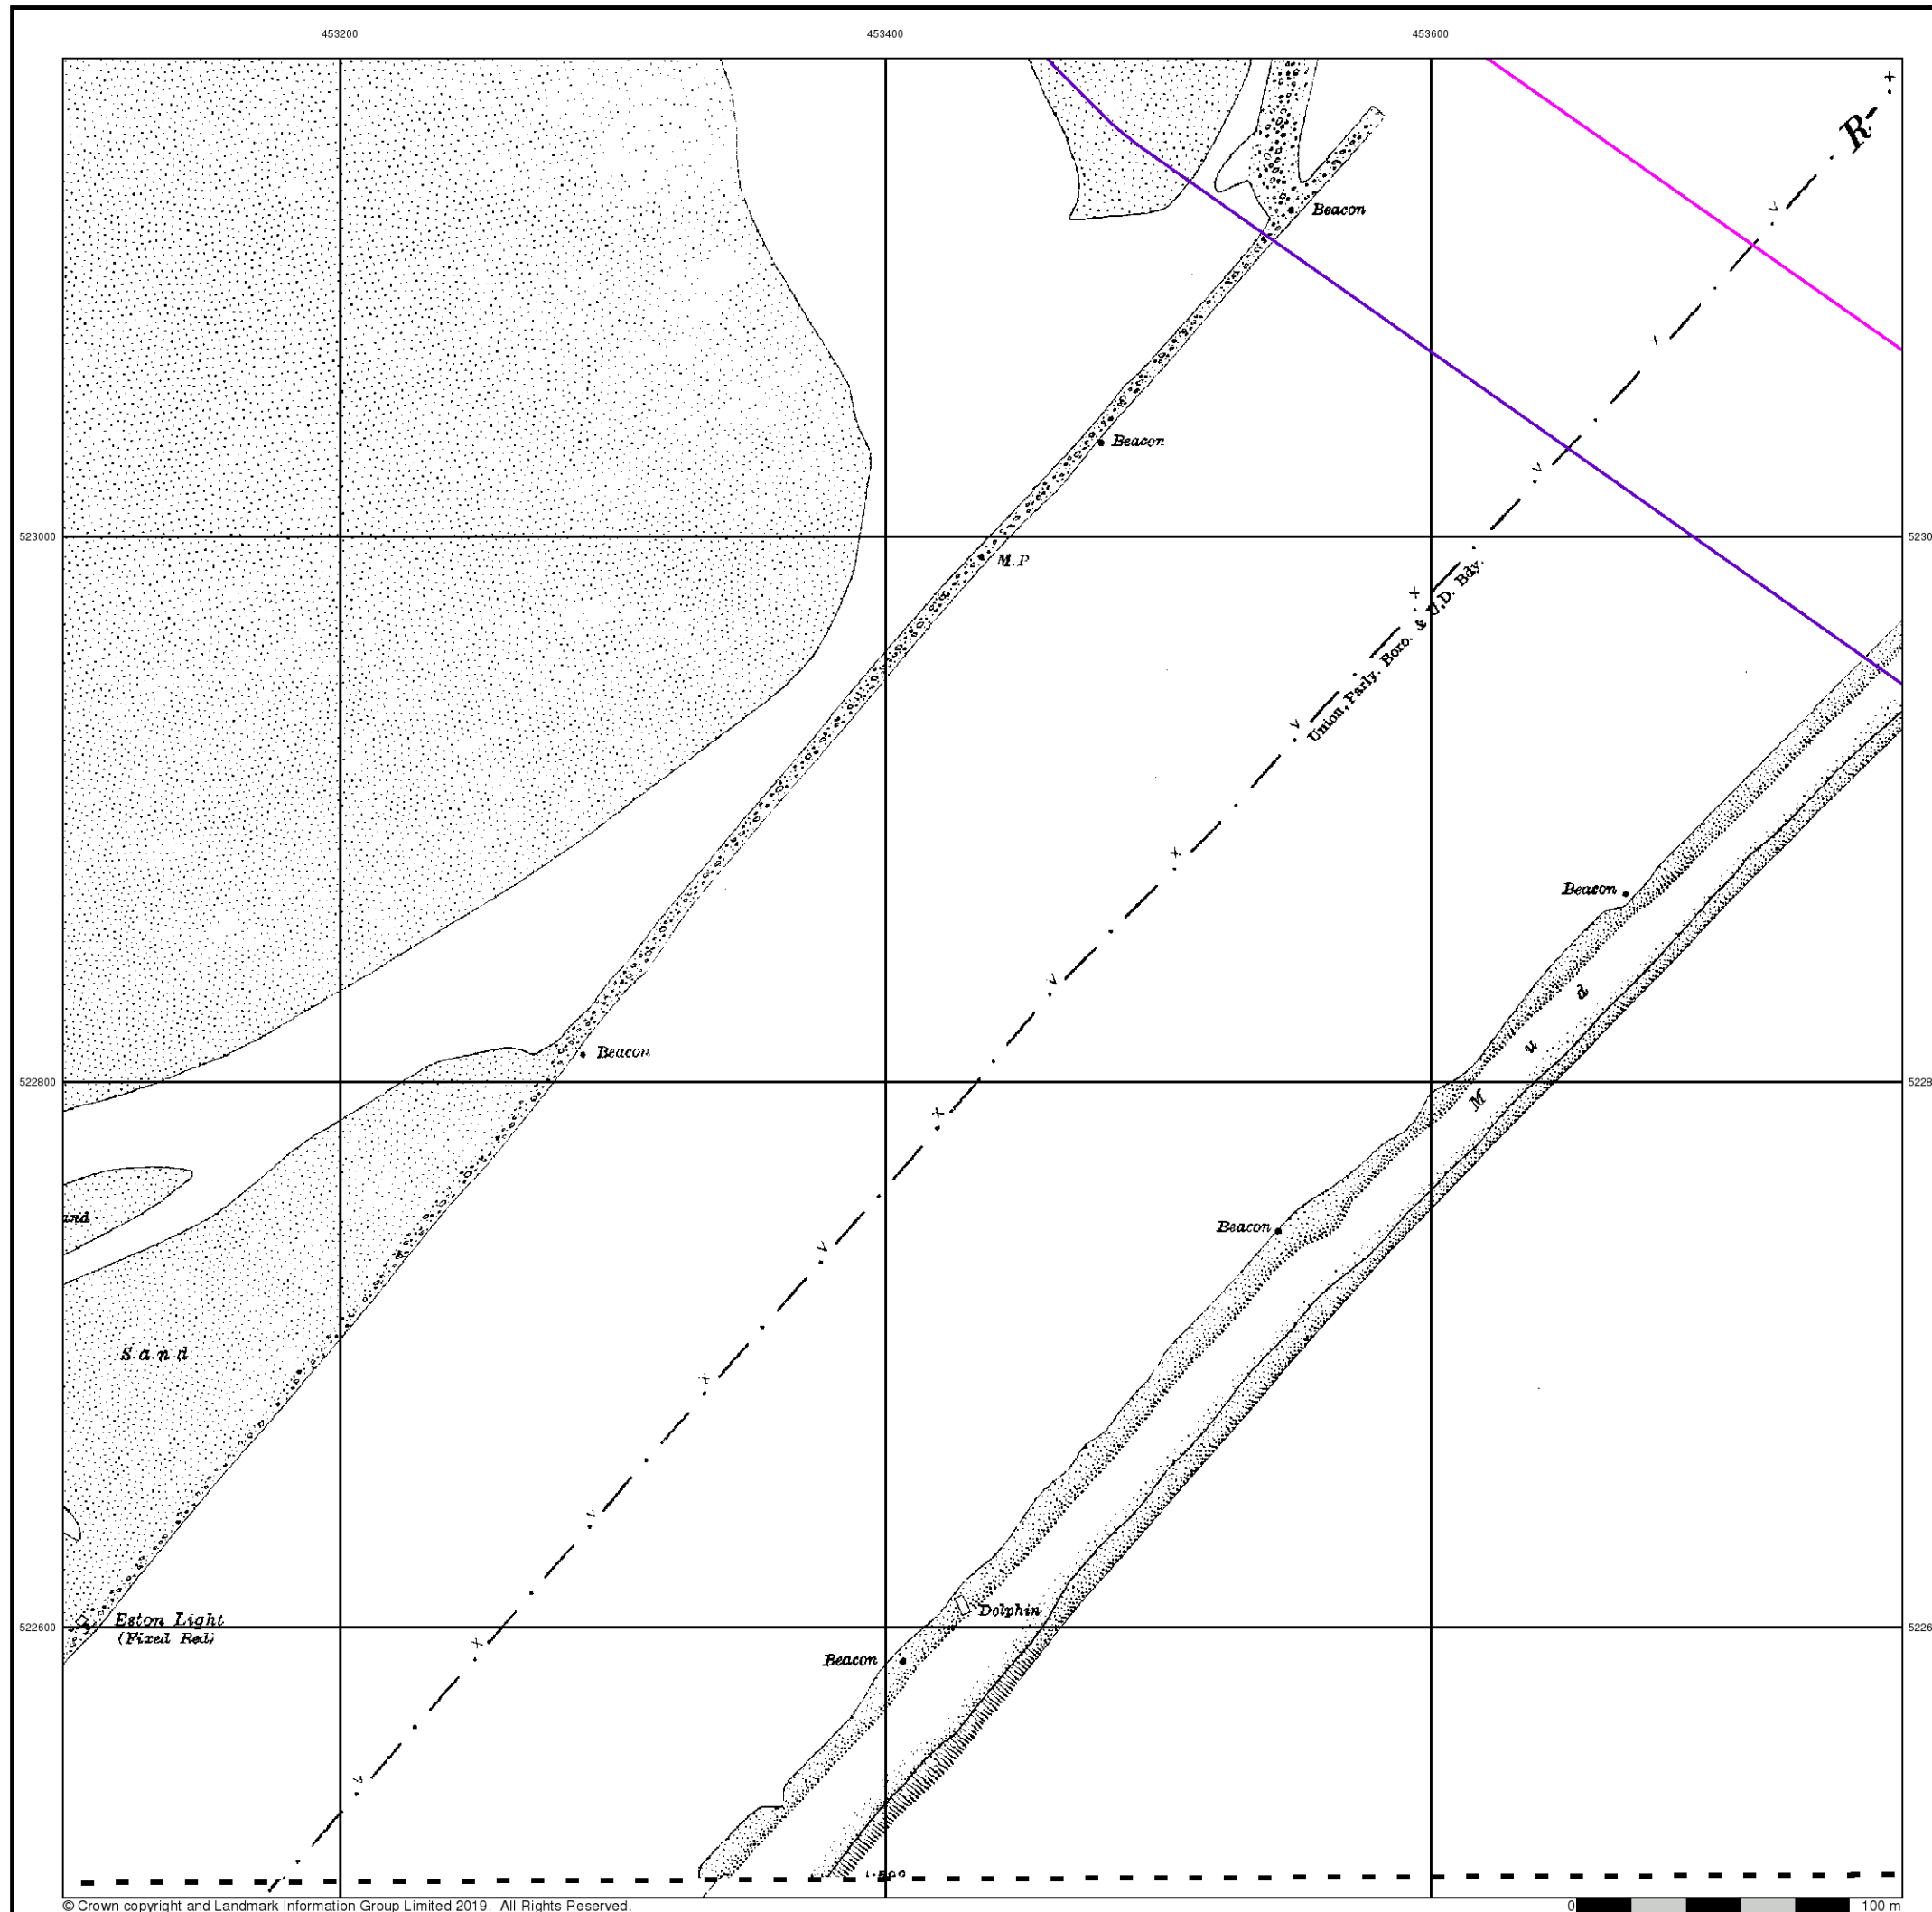 453200
453400
453600
R-
Beacon
Beacon
523000
M.P
Union, Parly. Boro. & U.D. Bdy.
Beacon
Beacon
522800
M u d
Beacon
Sand
Eston Light
(Fixed Red)
Dolphin
522600
Beacon
© Crown copyright and Landmark Information Group Limited 2019. All Rights Reserved.
0
100 m